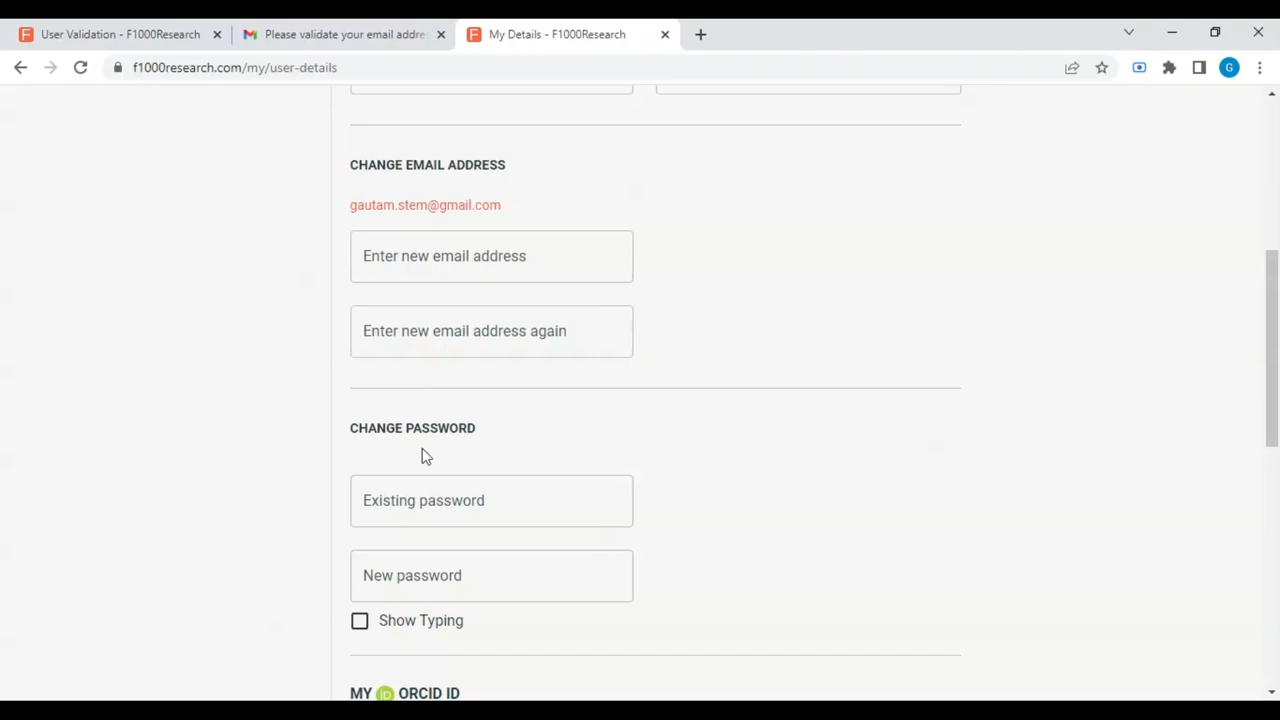 User Validation - F1000Research
Please validate your email addre
My Details - F1000Research
f1000research.com/my/user-details
G
CHANGE EMAIL ADDRESS
gautam.stem@gmail.com
Enter new email address
Enter new email address again
CHANGE PASSWORD
Existing password
New password
Show Typing
MY iD ORCID ID